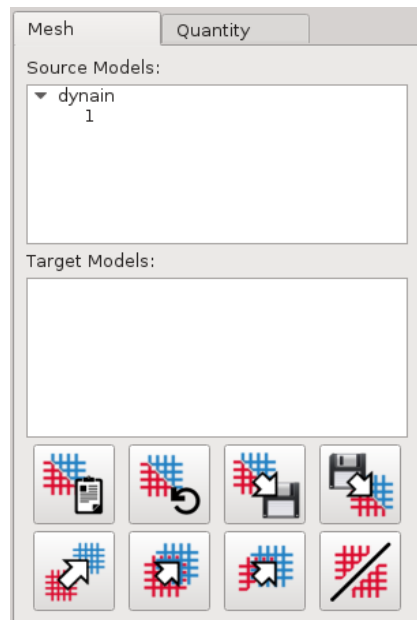 Mesh
Quantity
Source Models:
dynain
1
Target Models: